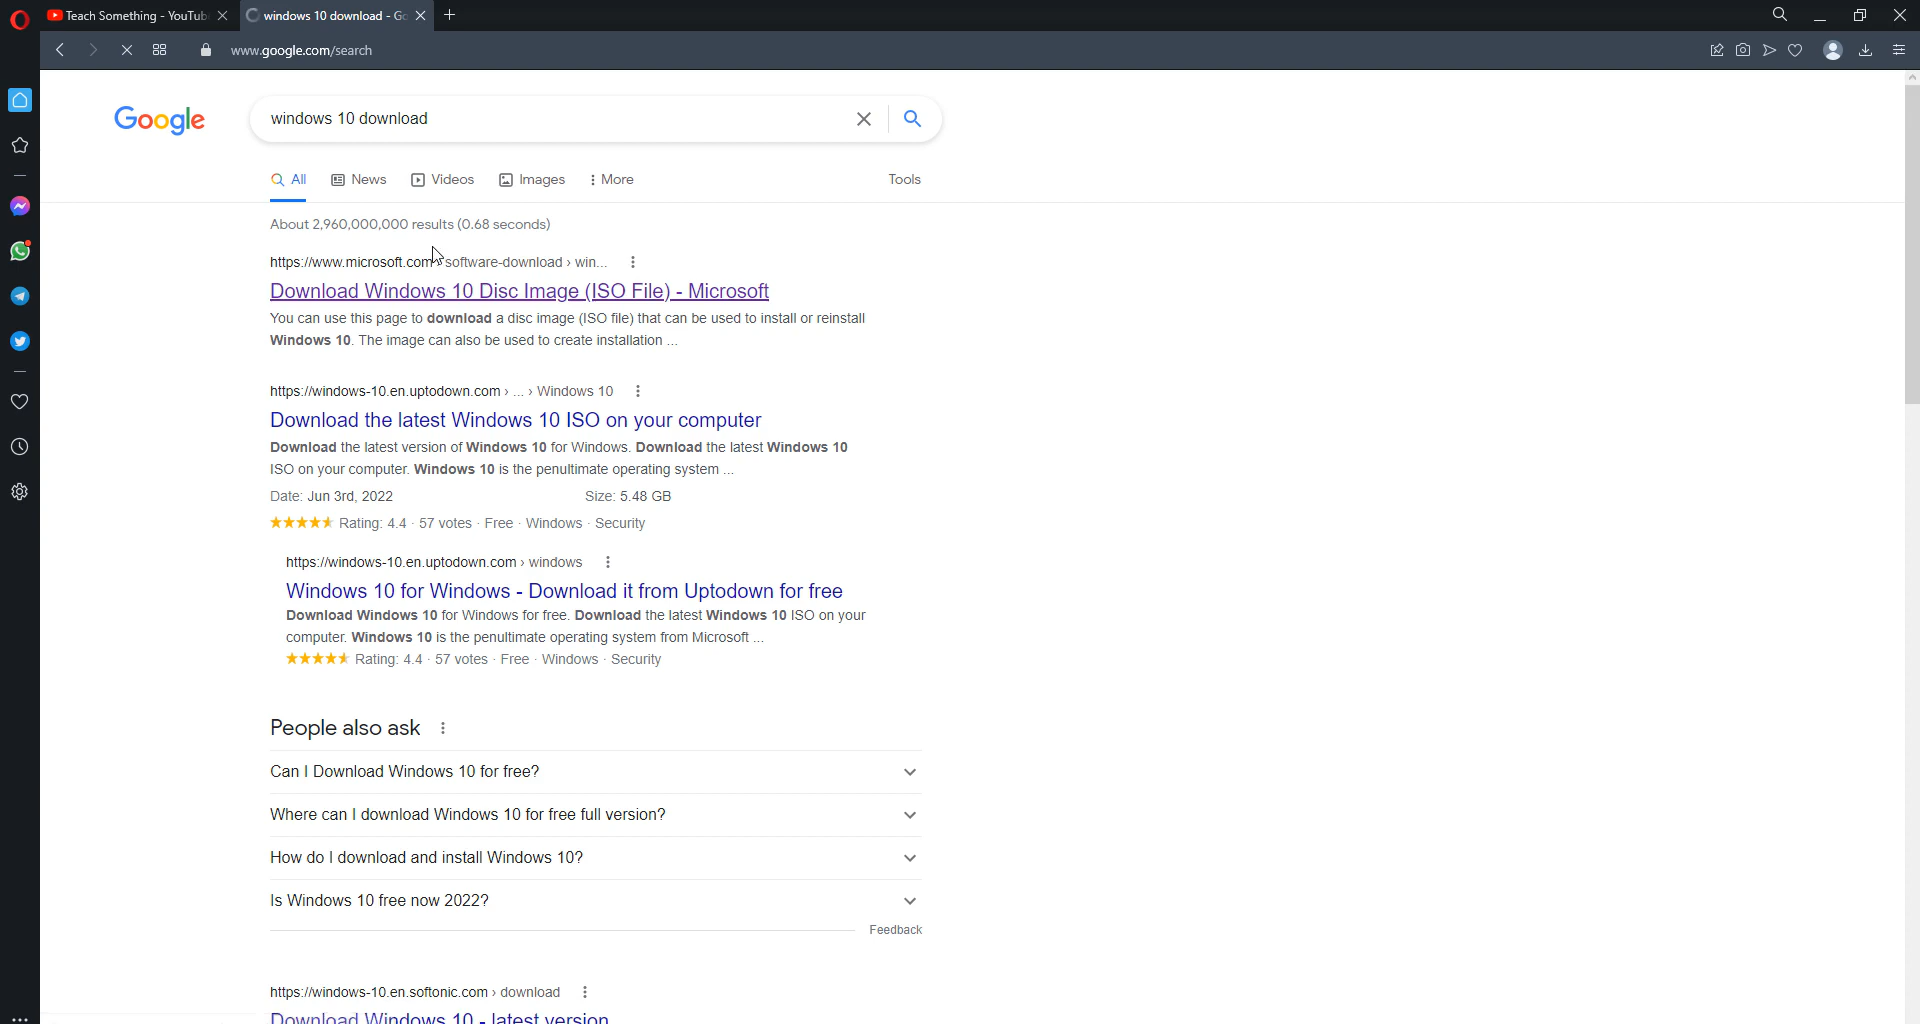 Teach Something - YouTub
windows 10 download - Go
www.google.com/search
Google
windows 10 download
All
News
Videos
Images
More
Tools
About 2,960,000,000 results (0.68 seconds)
https://www.microsoft.com software-download › win...
Download Windows 10 Disc Image (ISO File) - Microsoft
You can use this page to download a disc image (ISO file) that can be used to install or reinstall
Windows 10. The image can also be used to create installation ...
https://windows-10.en.uptodown.com › ... › Windows 10
Download the latest Windows 10 ISO on your computer
Download the latest version of Windows 10 for Windows. Download the latest Windows 10
ISO on your computer. Windows 10 is the penultimate operating system ...
Date: Jun 3rd, 2022 Size: 5.48 GB
Rating: 4.4 · 57 votes · Free · Windows · Security
https://windows-10.en.uptodown.com › windows
Windows 10 for Windows - Download it from Uptodown for free
Download Windows 10 for Windows for free. Download the latest Windows 10 ISO on your
computer. Windows 10 is the penultimate operating system from Microsoft ...
Rating: 4.4 · 57 votes · Free · Windows · Security
People also ask
Can I Download Windows 10 for free?
Where can I download Windows 10 for free full version?
How do I download and install Windows 10?
Is Windows 10 free now 2022?
Feedback
https://windows-10.en.softonic.com › download
Download Windows 10 - latest version